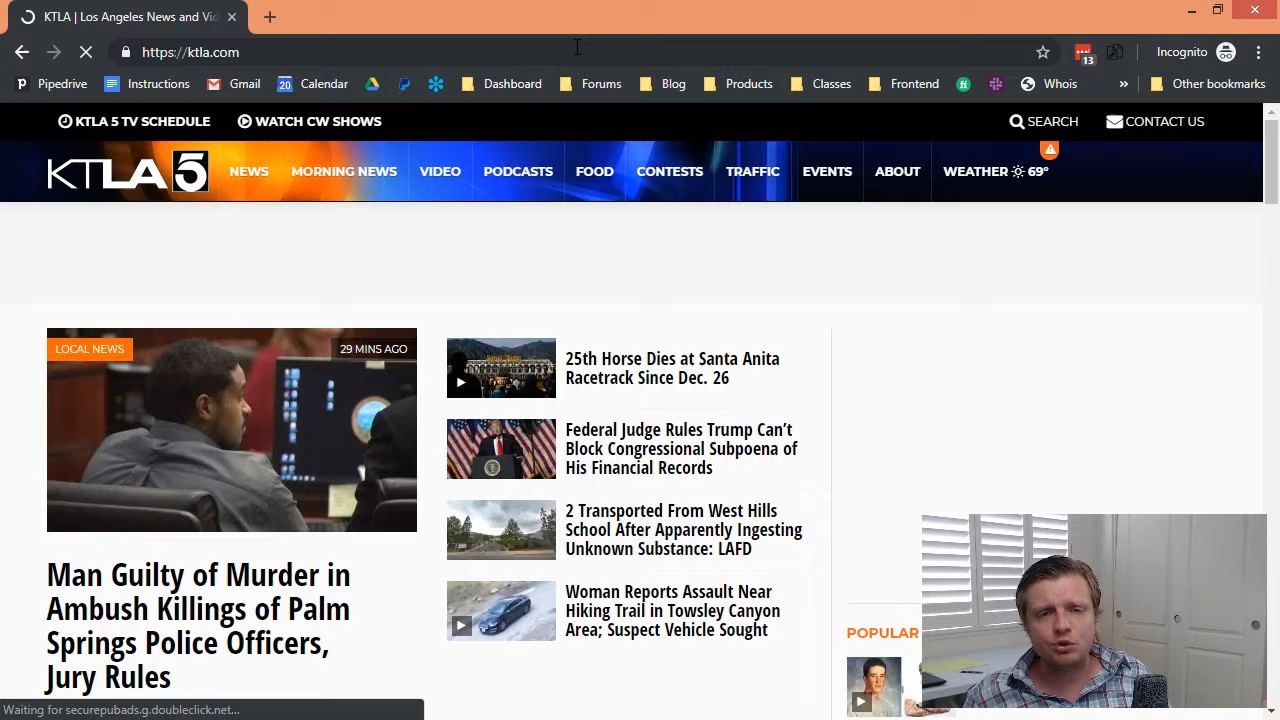 KTLA | Los Angeles News and Vid
https://ktla.com
13
Incognito
Pipedrive
Instructions
Gmail
20
Calendar
Dashboard
Forums
Blog
Products
Classes
Frontend
fi
Whois
»
Other bookmarks
KTLA 5 TV SCHEDULE
WATCH CW SHOWS
SEARCH
CONTACT US
KTLA 5
NEWS
MORNING NEWS
VIDEO
PODCASTS
FOOD
CONTESTS
TRAFFIC
EVENTS
ABOUT
WEATHER 69°
LOCAL NEWS
29 MINS AGO
Man Guilty of Murder in
Ambush Killings of Palm
Springs Police Officers,
Jury Rules
25th Horse Dies at Santa Anita
Racetrack Since Dec. 26
Federal Judge Rules Trump Can’t
Block Congressional Subpoena of
His Financial Records
2 Transported From West Hills
School After Apparently Ingesting
Unknown Substance: LAFD
Woman Reports Assault Near
Hiking Trail in Towsley Canyon
Area; Suspect Vehicle Sought
POPULAR
Waiting for securepubads.g.doubleclick.net...